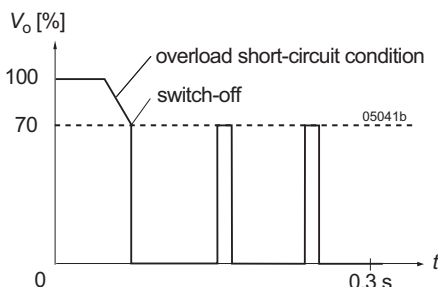 Vo [%]
overload short-circuit condition
100
switch-off
70
05041b
t
0
0.3 s